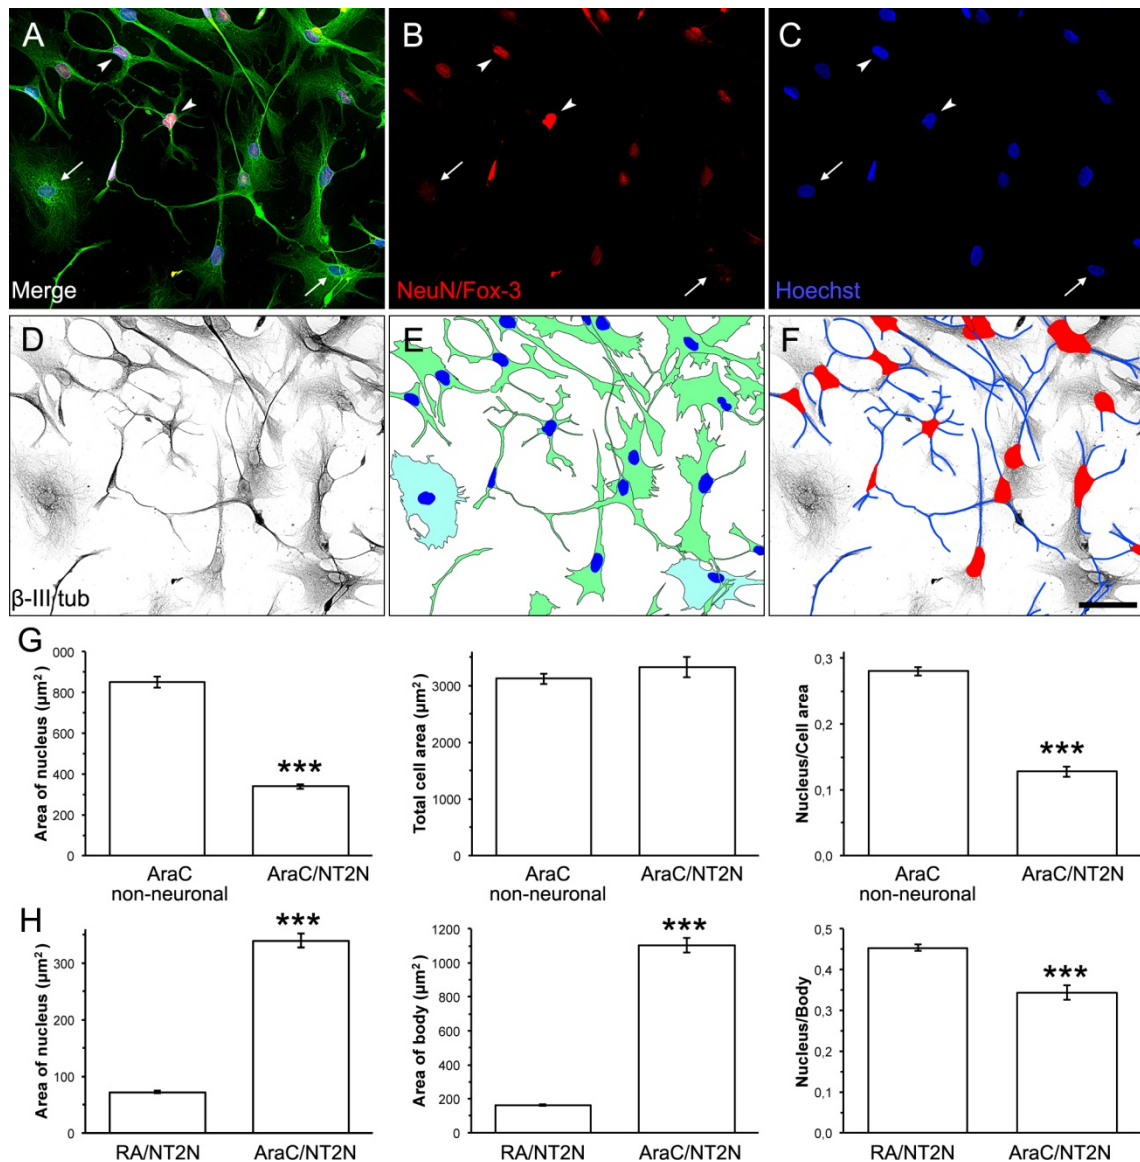 A
Merge
B
NeuN/Fox-3
C
Hoechst
D
β-III tub
E
F
G
Area of nucleus (µm²)
000
800
600
400
200
0
***
AraC
non-neuronal
AraC/NT2N
Total cell area (µm²)
3000
2000
1000
0
AraC
non-neuronal
AraC/NT2N
Nucleus/Cell area
0,3
0,2
0,1
0,0
***
AraC
non-neuronal
AraC/NT2N
H
Area of nucleus (µm²)
300
200
100
0
***
RA/NT2N
AraC/NT2N
Area of body (µm²)
1200
1000
800
600
400
200
0
***
RA/NT2N
AraC/NT2N
Nucleus/Body
0,5
0,4
0,3
0,2
0,1
0,0
***
RA/NT2N
AraC/NT2N